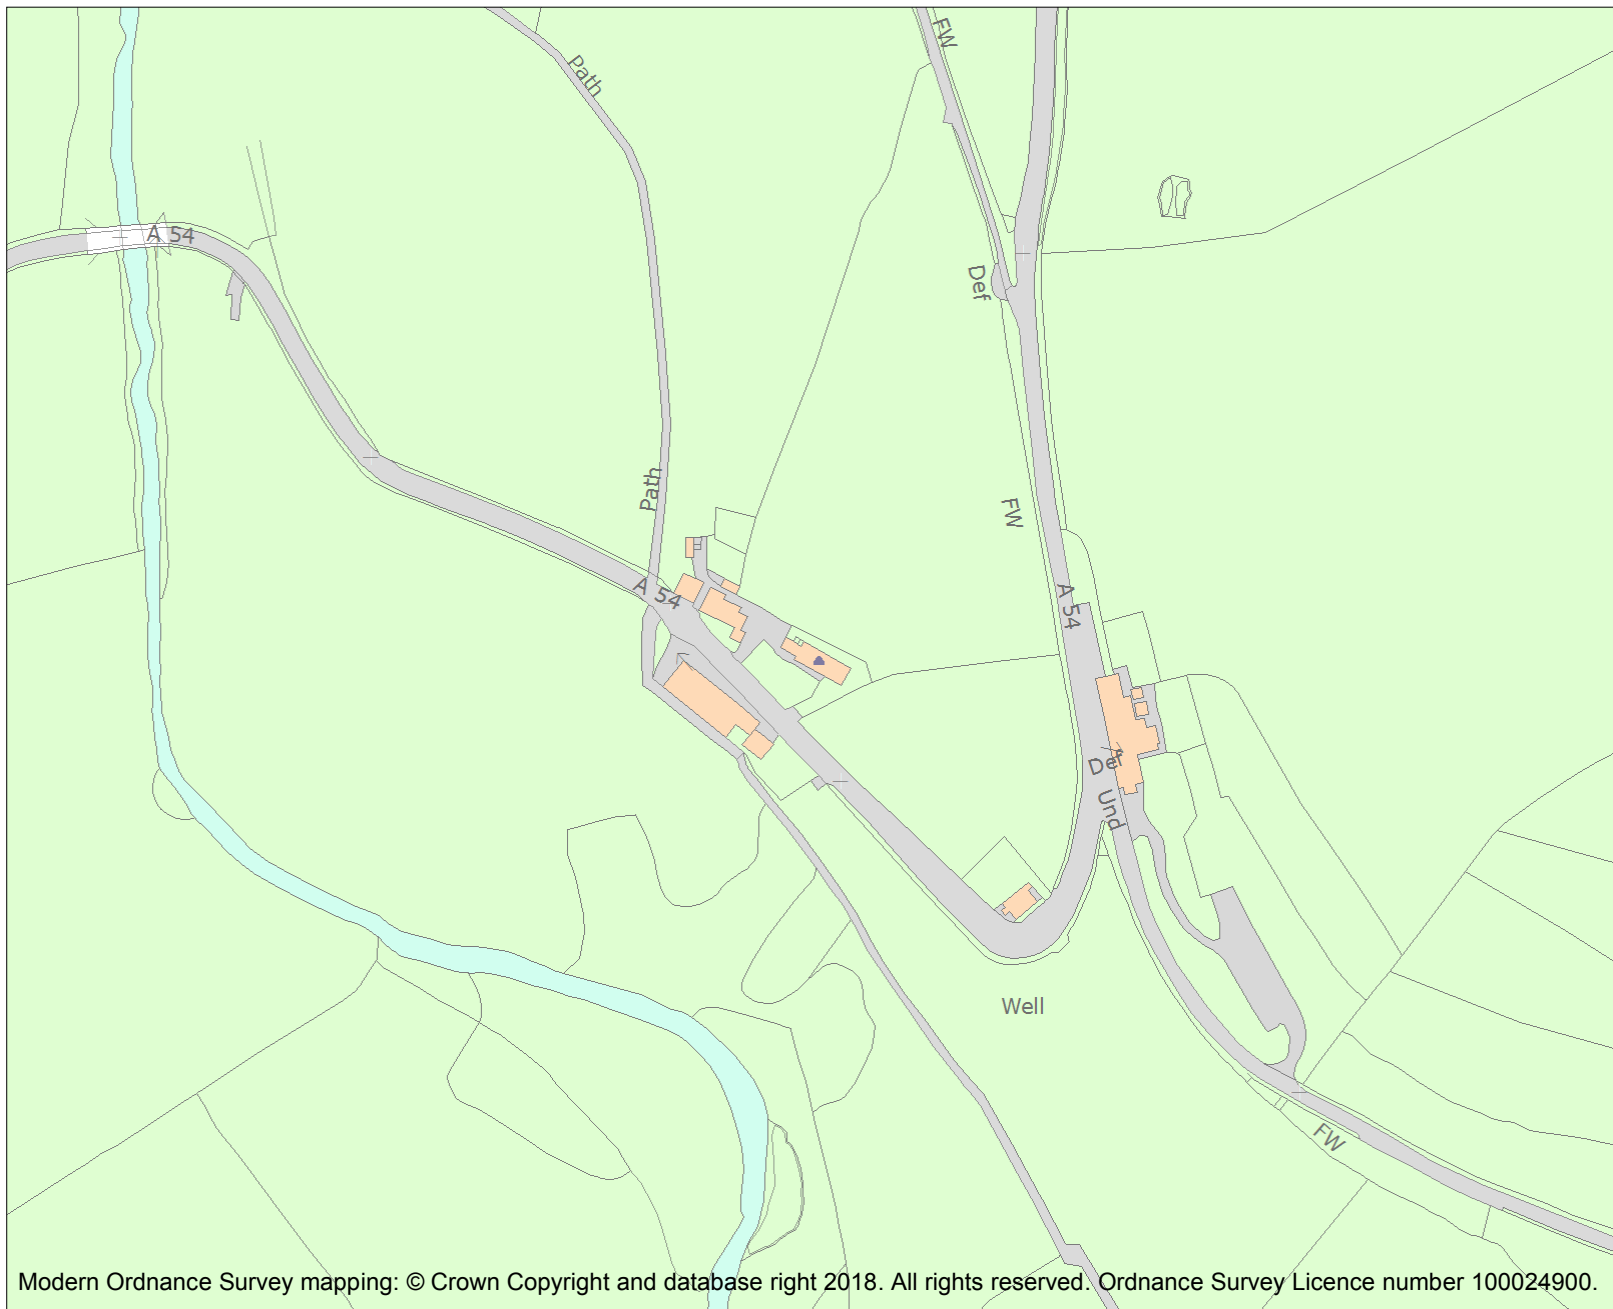 FW
Path
A 54
Def
Path
FW
A 54
A 54
Def
Und
Well
FW
Modern Ordnance Survey mapping: © Crown Copyright and database right 2018. All rights reserved. Ordnance Survey Licence number 100024900.